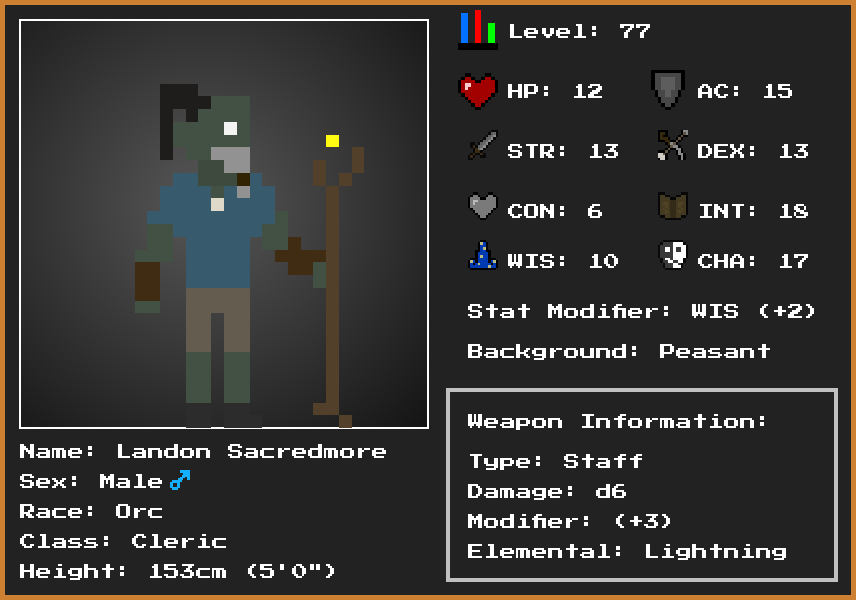 Level: 77
HP: 12
AC: 15
STR: 13
DEX: 13
CON: 6
INT: 18
WIS: 10
CHA: 17
Stat Modifier: WIS (+2)
Background: Peasant
Weapon Information:
Type: Staff
Damage: d6
Modifier: (+3)
Elemental: Lightning
Name: Landon Sacredmore
Sex: Male♂
Race: Orc
Class: Cleric
Height: 153cm (5'0")